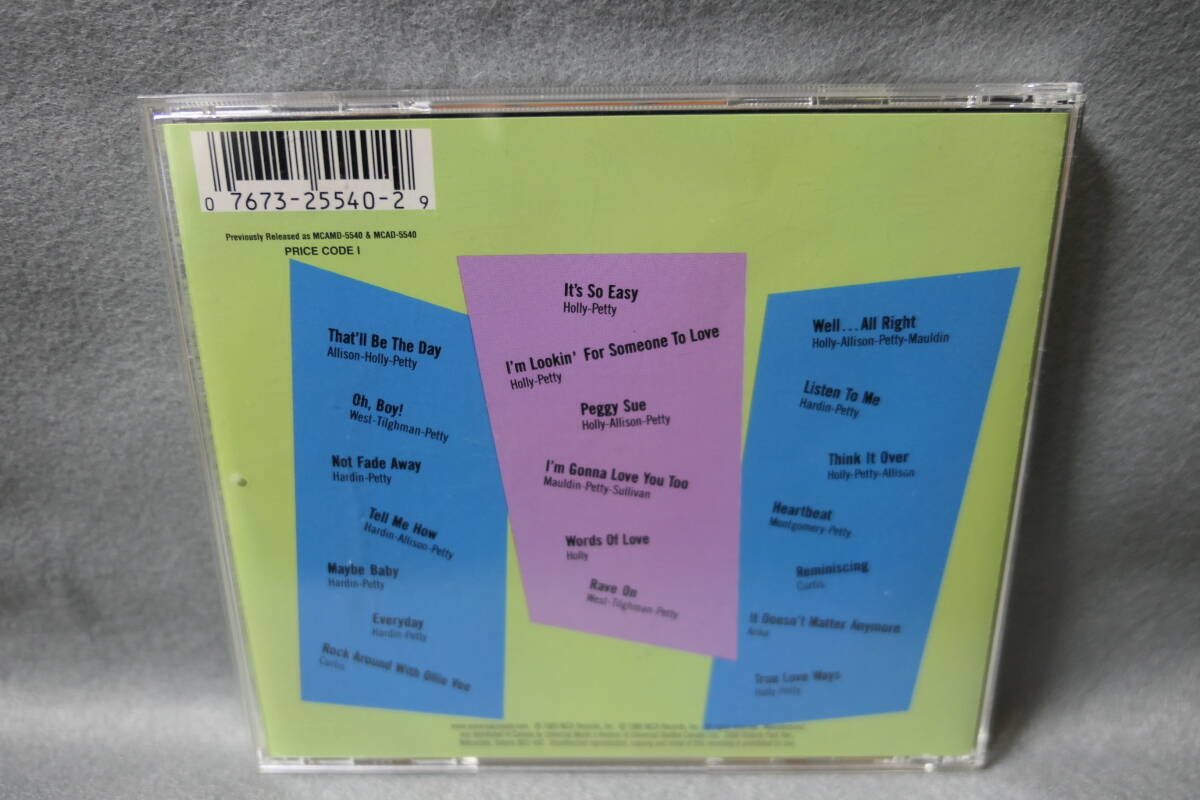 0 7673-25540-2 9
Previously Released as MCAMD-5540 & MCAD-5540
PRICE CODE I
That'll Be The Day
Allison-Holly-Petty
Oh, Boy!
West-Tilghman-Petty
Not Fade Away
Hardin-Petty
Tell Me How
Hardin-Allison-Petty
Maybe Baby
Hardin-Petty
Everyday
Hardin-Petty
Rock Around With Ollie Vee
Curtis
It's So Easy
Holly-Petty
I'm Lookin' For Someone To Love
Holly-Petty
Peggy Sue
Holly-Allison-Petty
I'm Gonna Love You Too
Mauldin-Petty-Sullivan
Words Of Love
Holly
Rave On
West-Tilghman-Petty
Well...All Right
Holly-Allison-Petty-Mauldin
Listen To Me
Hardin-Petty
Think It Over
Holly-Petty-Allison
Heartbeat
Montgomery-Petty
Reminiscing
Curtis
It Doesn't Matter Anymore
Anka
True Love Ways
Holly-Petty